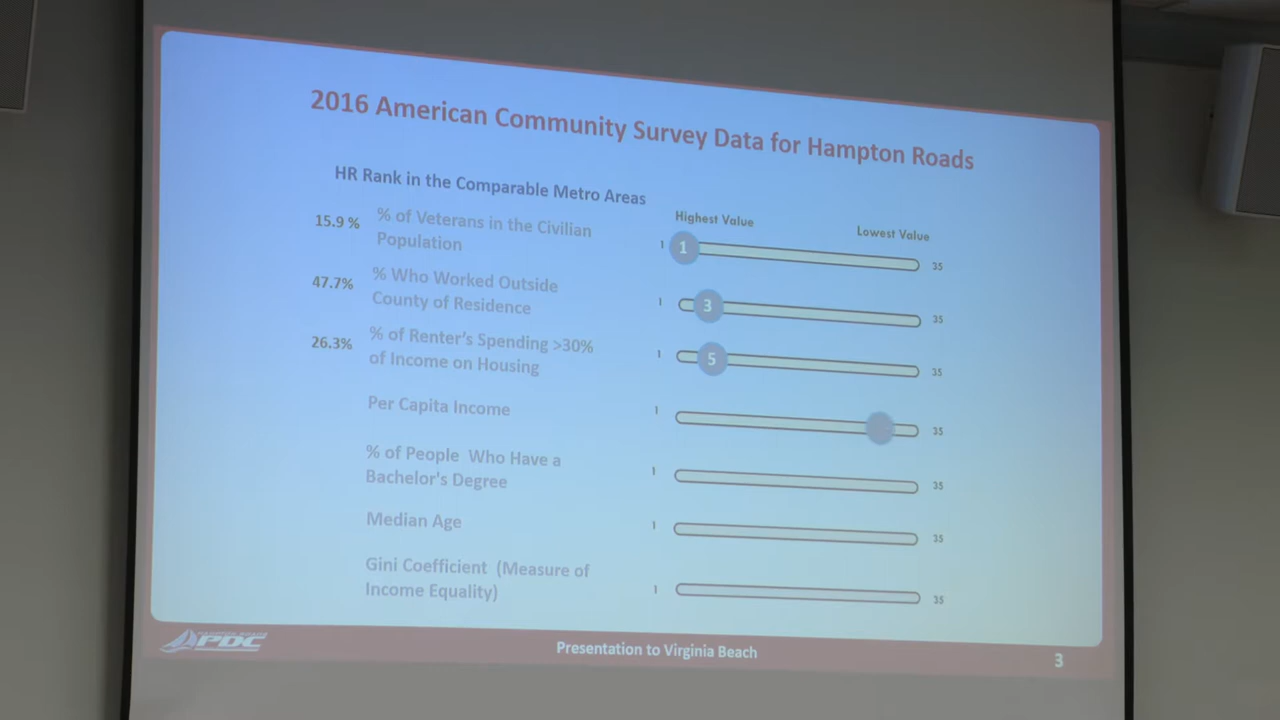 2016 American Community Survey Data for Hampton Roads
HR Rank in the Comparable Metro Areas
Highest Value
Lowest Value
15.9 %
% of Veterans in the Civilian
Population
1
1
35
47.7%
% Who Worked Outside
County of Residence
1
3
35
26.3%
% of Renter's Spending >30%
of Income on Housing
1
5
35
Per Capita Income
1
35
% of People Who Have a
Bachelor's Degree
1
35
Median Age
1
35
Gini Coefficient (Measure of
Income Equality)
1
35
HAMPTON ROADS
PDC
Presentation to Virginia Beach
3